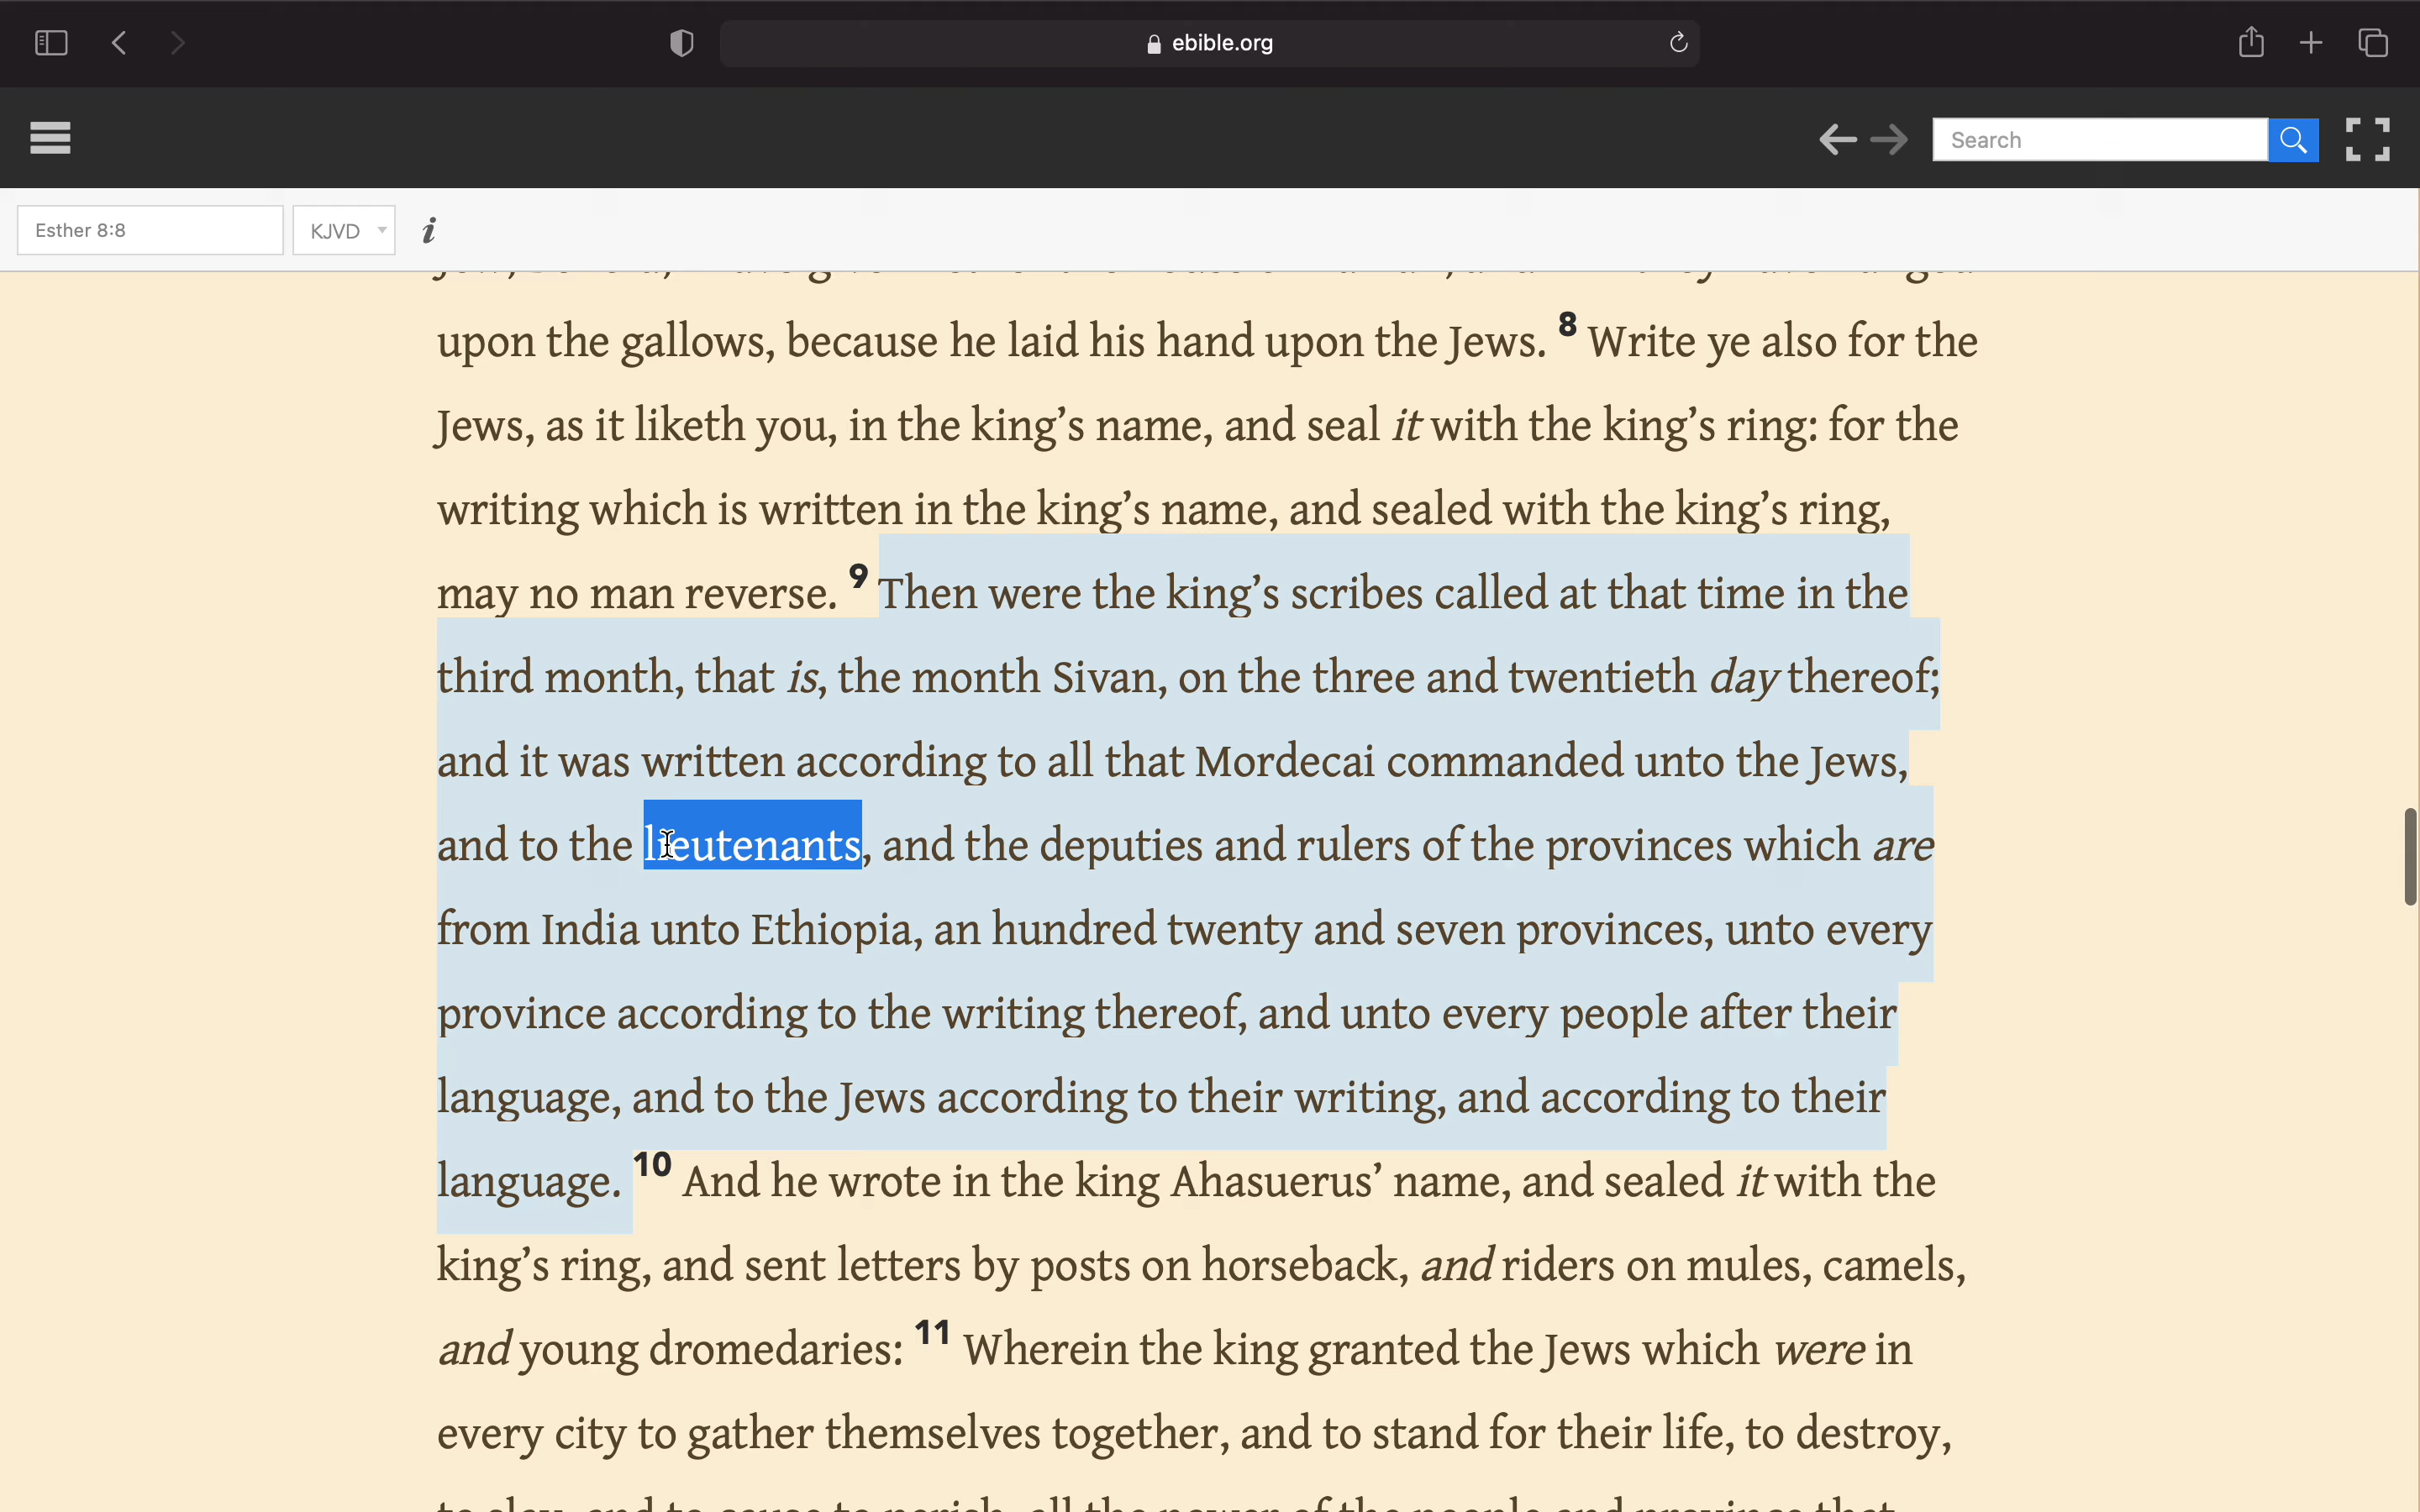 ebible.org
Search
Esther 8:8
KJVD
i
upon the gallows, because he laid his hand upon the Jews. 8 Write ye also for the
Jews, as it liketh you, in the king’s name, and seal it with the king’s ring: for the
writing which is written in the king’s name, and sealed with the king’s ring,
may no man reverse. 9 Then were the king’s scribes called at that time in the
third month, that is, the month Sivan, on the three and twentieth day thereof;
and it was written according to all that Mordecai commanded unto the Jews,
and to the lieutenants, and the deputies and rulers of the provinces which are
from India unto Ethiopia, an hundred twenty and seven provinces, unto every
province according to the writing thereof, and unto every people after their
language, and to the Jews according to their writing, and according to their
language. 10 And he wrote in the king Ahasuerus’ name, and sealed it with the
king’s ring, and sent letters by posts on horseback, and riders on mules, camels,
and young dromedaries: 11 Wherein the king granted the Jews which were in
every city to gather themselves together, and to stand for their life, to destroy,